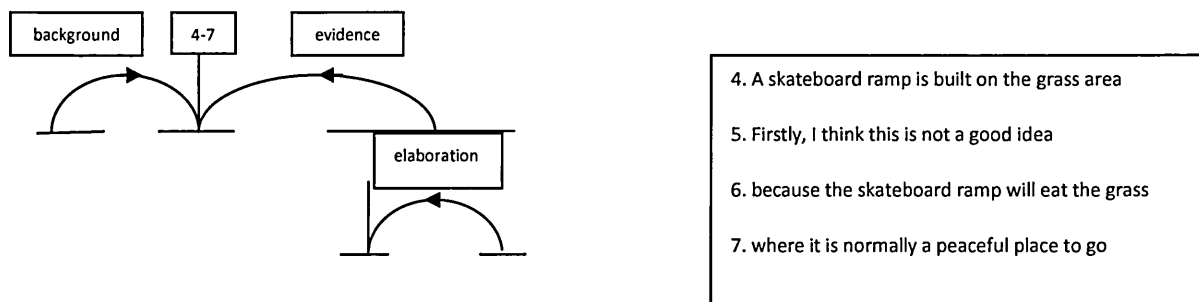 background
4-7
evidence
elaboration
4. A skateboard ramp is built on the grass area
5. Firstly, I think this is not a good idea
6. because the skateboard ramp will eat the grass
7. where it is normally a peaceful place to go